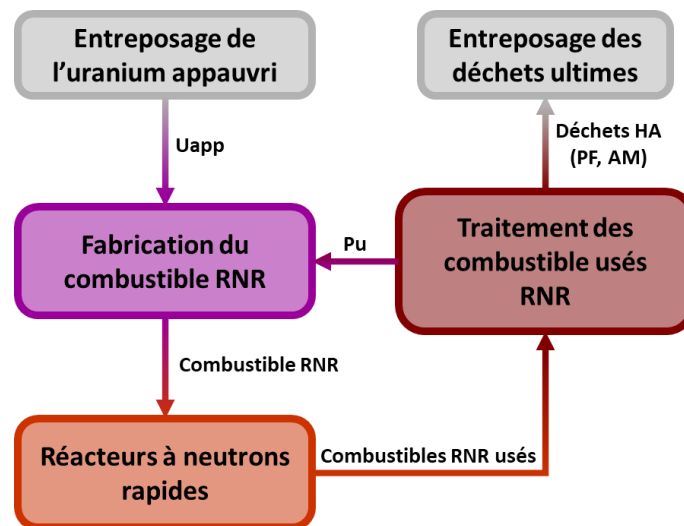 Entreposage de
l'uranium appauvri
Entreposage des
déchets ultimes
Uapp
Déchets HA
(PF, AM)
Fabrication du
combustible RNR
Pu
Traitement des
combustible usés
RNR
Combustible RNR
Réacteurs à neutrons
rapides
Combustibles RNR usés